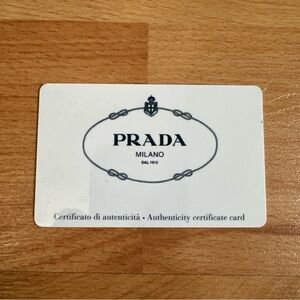 PRADA
MILANO
DAL 1913
Certificato di autenticità • Authenticity certificate card